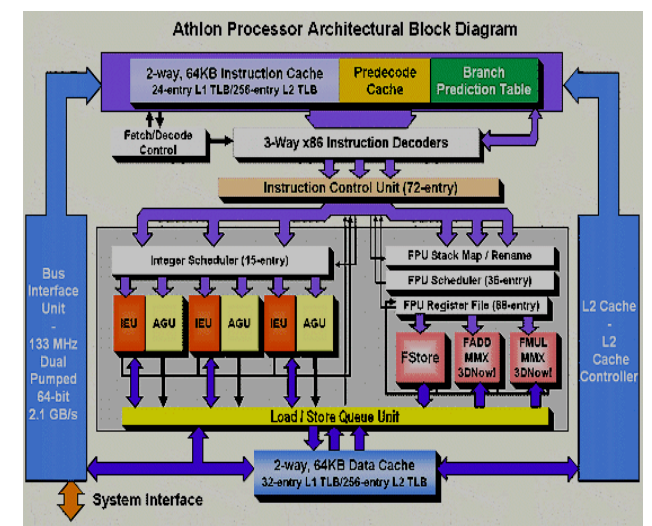 Athlon Processor Architectural Block Diagram
2-way, 64KB Instruction Cache
24-entry L1 TLB/256-entry L2 TLB
Predecode
Cache
Branch
Prediction Table
Fetch/Decode
Control
3-Way x86 Instruction Decoders
Instruction Control Unit (72-entry)
Integer Scheduler (15-entry)
FPU Stack Map / Rename
FPU Scheduler (36-entry)
FPU Register File (88-entry)
Bus
Interface
Unit
-
133 MHz
Dual
Pumped
64-bit
2.1 GB/s
IEU
AGU
IEU
AGU
IEU
AGU
FStore
FADD
MMX
3DNow!
FMUL
MMX
3DNow!
L2 Cache
-
L2
Cache
Controller
Load / Store Queue Unit
2-way, 64KB Data Cache
32-entry L1 TLB/256-entry L2 TLB
System Interface